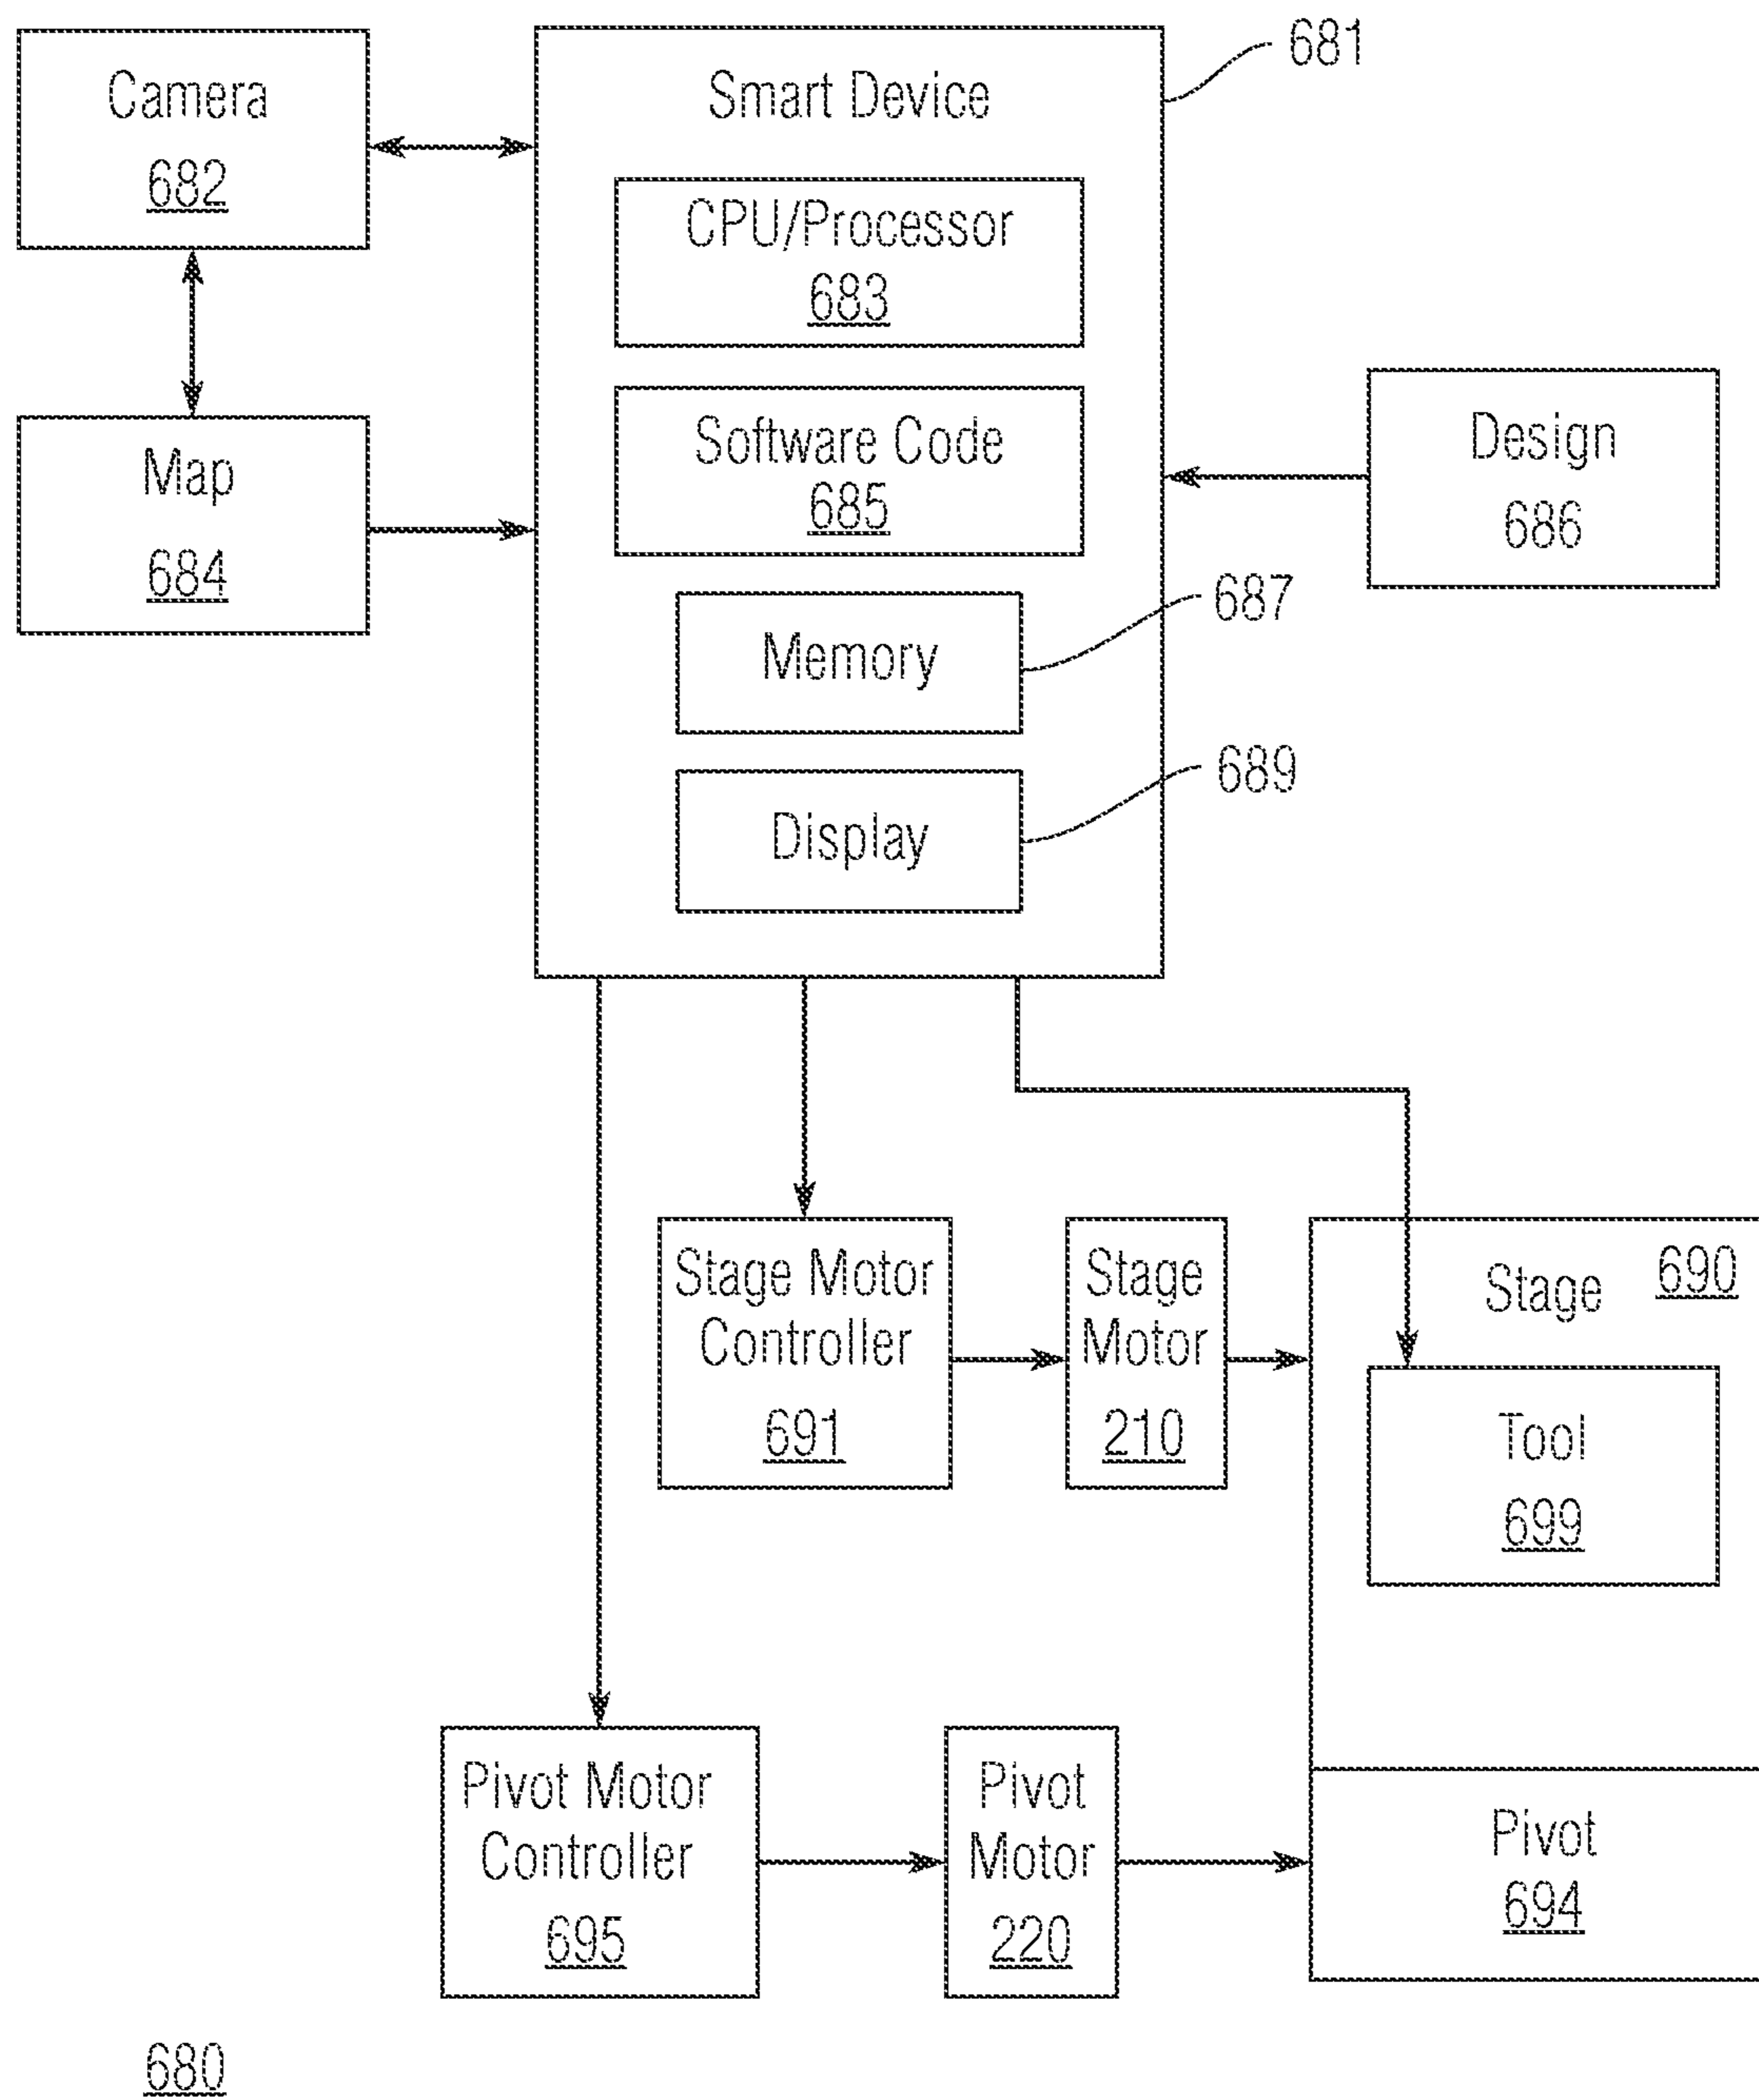 Camera
682
Smart Device
681
CPU/Processor
683
Software Code
685
Map
684
Design
686
Memory
687
Display
689
Stage Motor
Controller
691
Stage
Motor
210
Stage
690
Tool
699
Pivot Motor
Controller
695
Pivot
Motor
220
Pivot
694
680